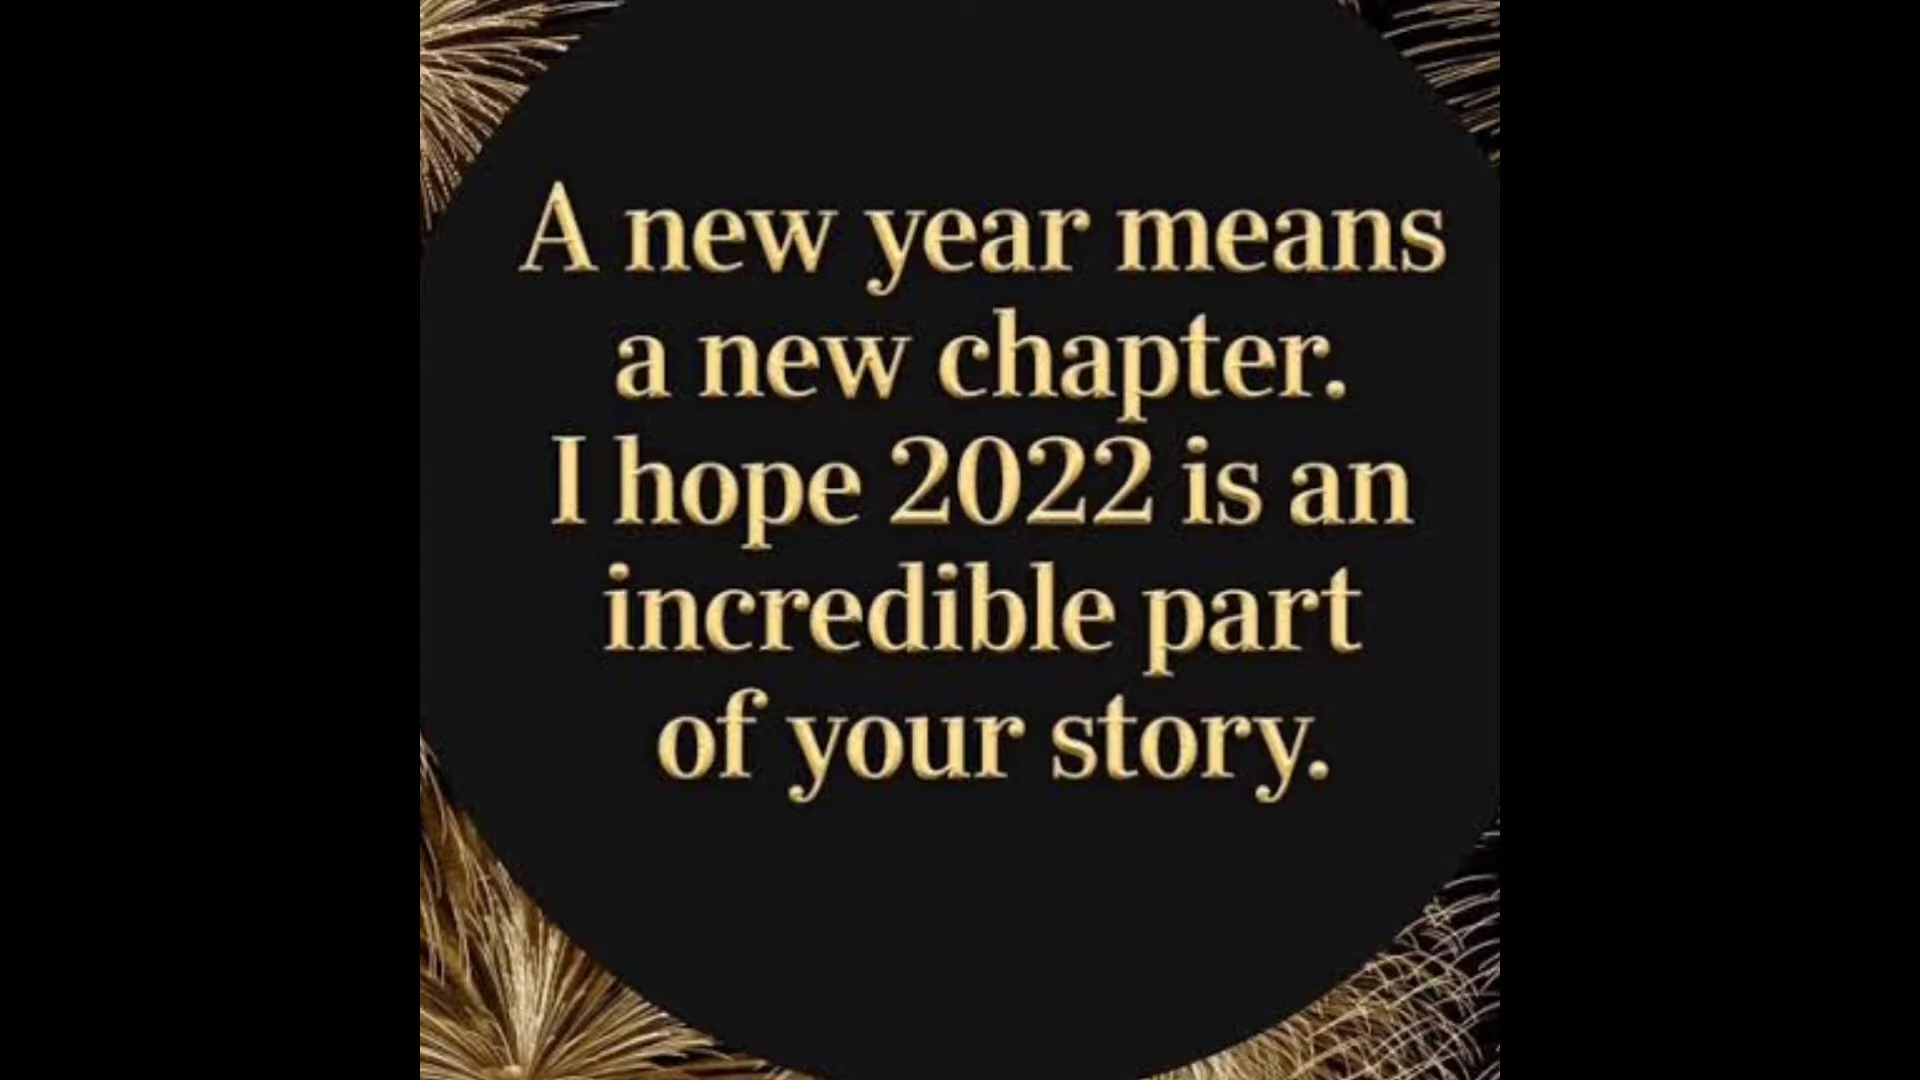 A new year means
a new chapter.
I hope 2022 is an
incredible part
of your story.